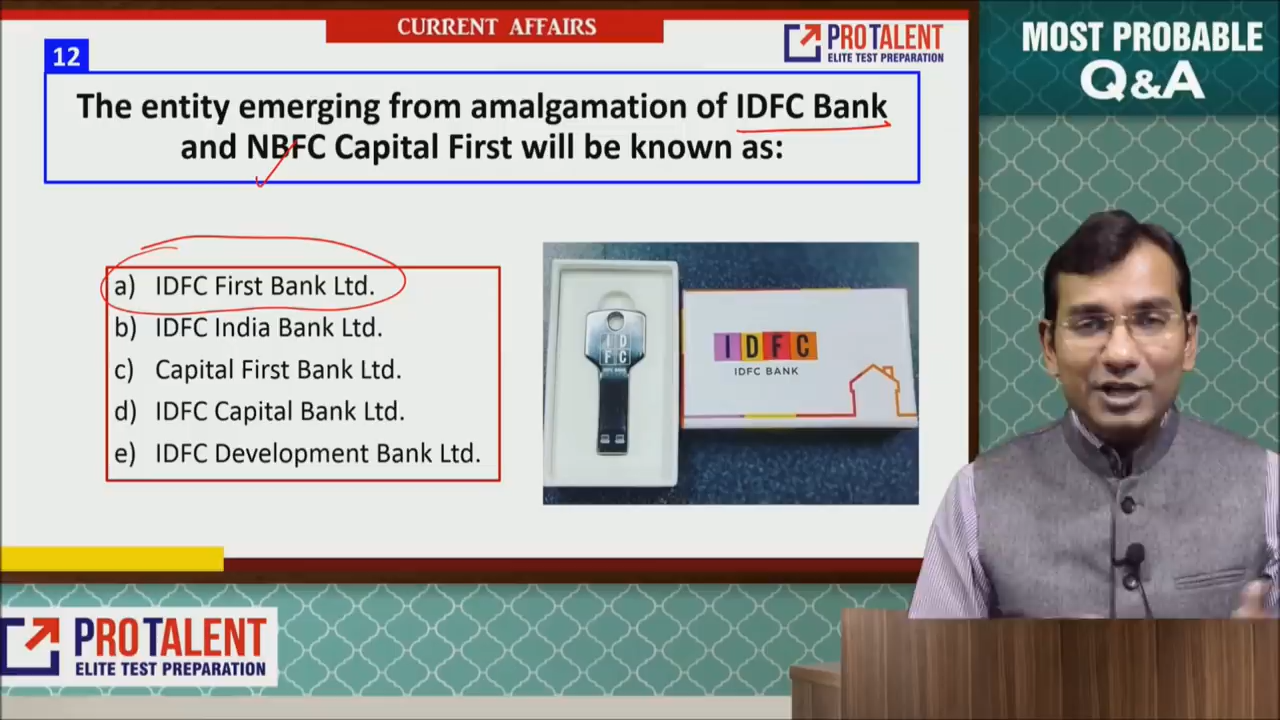 CURRENT AFFAIRS
PROTALENT
ELITE TEST PREPARATION
MOST PROBABLE
Q&A
12
The entity emerging from amalgamation of IDFC Bank
and NBFC Capital First will be known as:
a) IDFC First Bank Ltd.
b) IDFC India Bank Ltd.
c) Capital First Bank Ltd.
d) IDFC Capital Bank Ltd.
e) IDFC Development Bank Ltd.
I D
F C
IDFC
IDFC BANK
PROTALENT
ELITE TEST PREPARATION